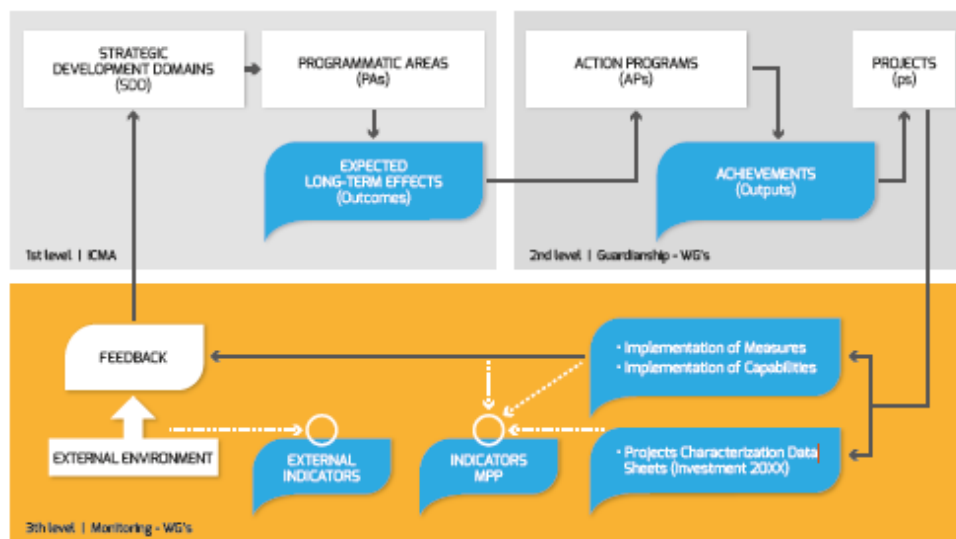 STRATEGIC
DEVELOPMENT DOMAINS
(SDD)
PROGRAMMATIC AREAS
(PAs)
EXPECTED
LONG-TERM EFFECTS
(Outcomes)
1st level | ICMA
ACTION PROGRAMS
(APs)
PROJECTS
(ps)
ACHIEVEMENTS
(Outputs)
2nd level | Guardianship - WG's
FEEDBACK
EXTERNAL ENVIRONMENT
EXTERNAL
INDICATORS
INDICATORS
MPP
• Implementation of Measures
• Implementation of Capabilities
• Projects Characterization Data
Sheets (Investment 20XX)
3th level | Monitoring - WG's